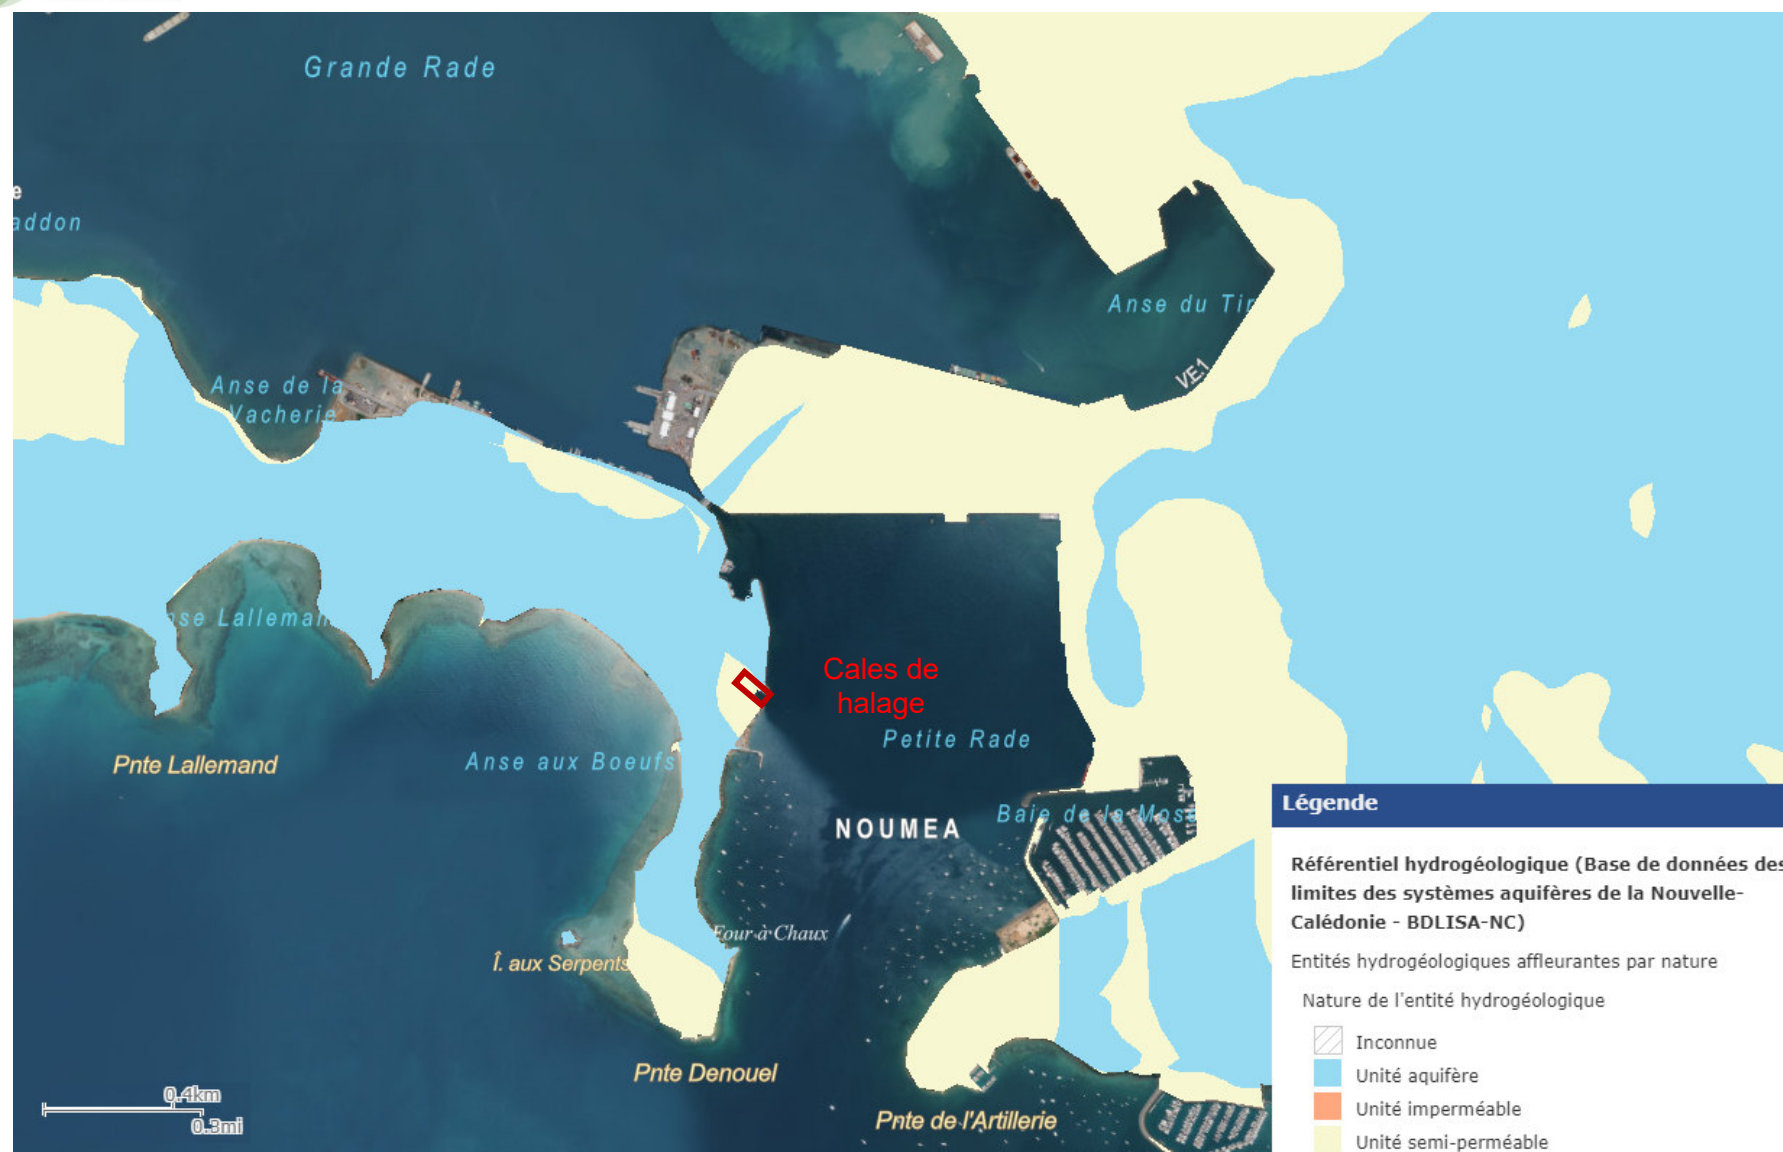 Grande Rade
e
addon
Anse du Tir
V.E.1
Anse de la
Vacherie
nse Lalleman
Cales de
halage
Petite Rade
Pnte Lallemand
Anse aux Boeufs
Baie de la Mose
NOUMEA
Four à Chaux
Î. aux Serpents
Pnte Denouel
Pnte de l'Artillerie
0.4km
0.3mi
Légende
Référentiel hydrogéologique (Base de données des
limites des systèmes aquifères de la Nouvelle-
Calédonie - BDLISA-NC)
Entités hydrogéologiques affleurantes par nature
Nature de l'entité hydrogéologique
Inconnue
Unité aquifère
Unité imperméable
Unité semi-perméable